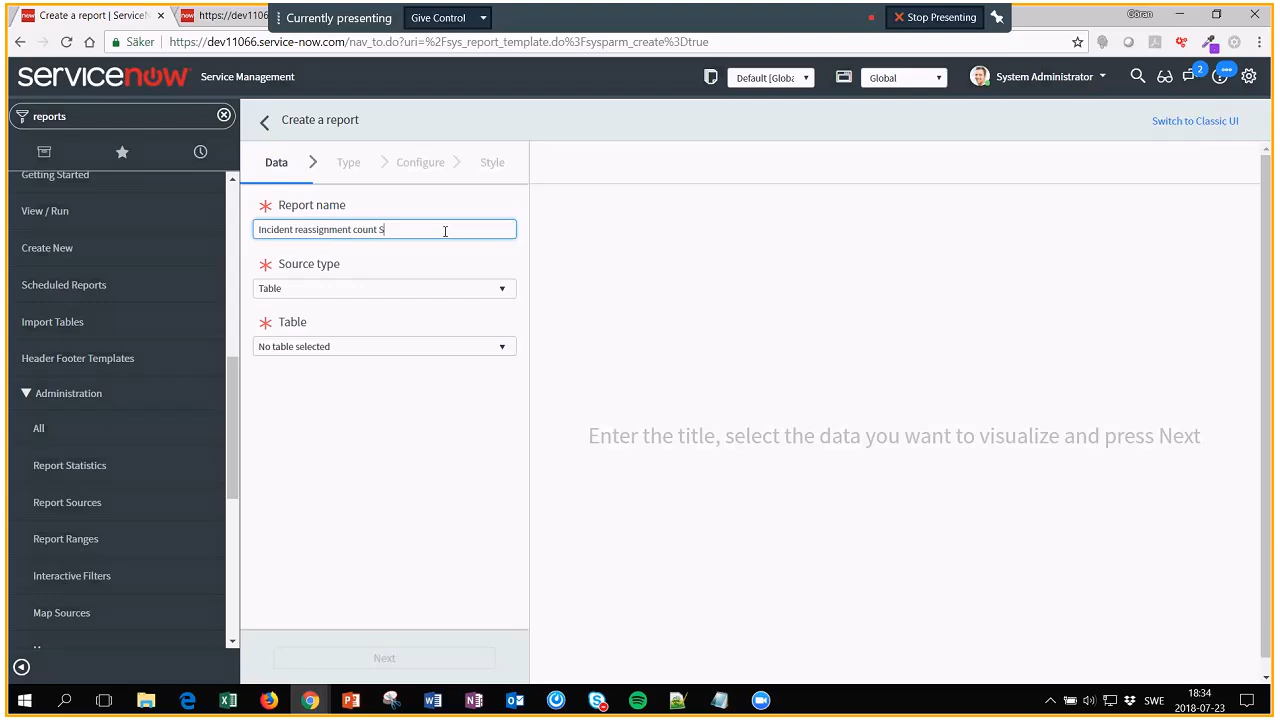 Create a report | ServiceN
https://dev11066.se
Currently presenting
Give Control
Stop Presenting
Göran
Säker
https://dev11066.service-now.com/nav_to.do?uri=%2Fsys_report_template.do%3Fsysparm_create%3Dtrue
servicenow
Service Management
Default [Globa
Global
System Administrator
2
reports
Create a report
Switch to Classic UI
Data
Type
Configure
Style
Getting Started
View / Run
Create New
Scheduled Reports
Import Tables
Header Footer Templates
Administration
All
Report Statistics
Report Sources
Report Ranges
Interactive Filters
Map Sources
Report name
Incident reassignment count S
Source type
Table
Table
No table selected
Enter the title, select the data you want to visualize and press Next
Next
SWE
18:34
2018-07-23